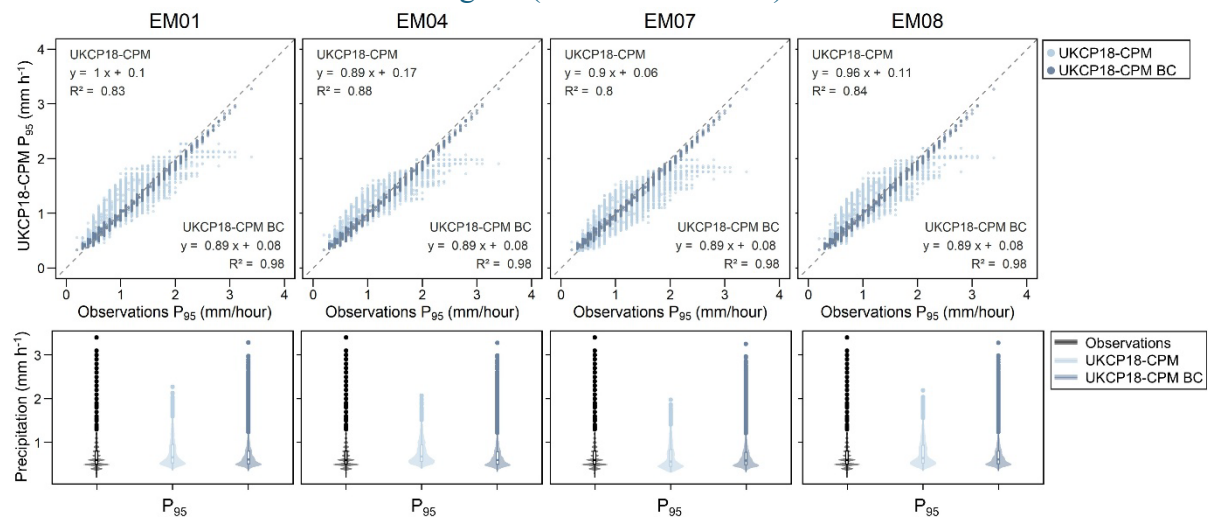 EM01 EM04 EM07 EM08
UKCP18-CPM
y = 1 x + 0.1
R² = 0.83
UKCP18-CPM BC
y = 0.89 x + 0.08
R² = 0.98
UKCP18-CPM
y = 0.89 x + 0.17
R² = 0.88
UKCP18-CPM BC
y = 0.89 x + 0.08
R² = 0.98
UKCP18-CPM
y = 0.9 x + 0.06
R² = 0.8
UKCP18-CPM BC
y = 0.89 x + 0.08
R² = 0.98
UKCP18-CPM
y = 0.96 x + 0.11
R² = 0.84
UKCP18-CPM BC
y = 0.89 x + 0.08
R² = 0.98
UKCP18-CPM
UKCP18-CPM BC
UKCP18-CPM P₉₅ (mm h⁻¹)
4
3
2
1
0
0 1 2 3 4 0 1 2 3 4 0 1 2 3 4 0 1 2 3 4
Observations P₉₅ (mm/hour) Observations P₉₅ (mm/hour) Observations P₉₅ (mm/hour) Observations P₉₅ (mm/hour)
Precipitation (mm h⁻¹)
3
2
1
Observations
UKCP18-CPM
UKCP18-CPM BC
P₉₅ P₉₅ P₉₅ P₉₅